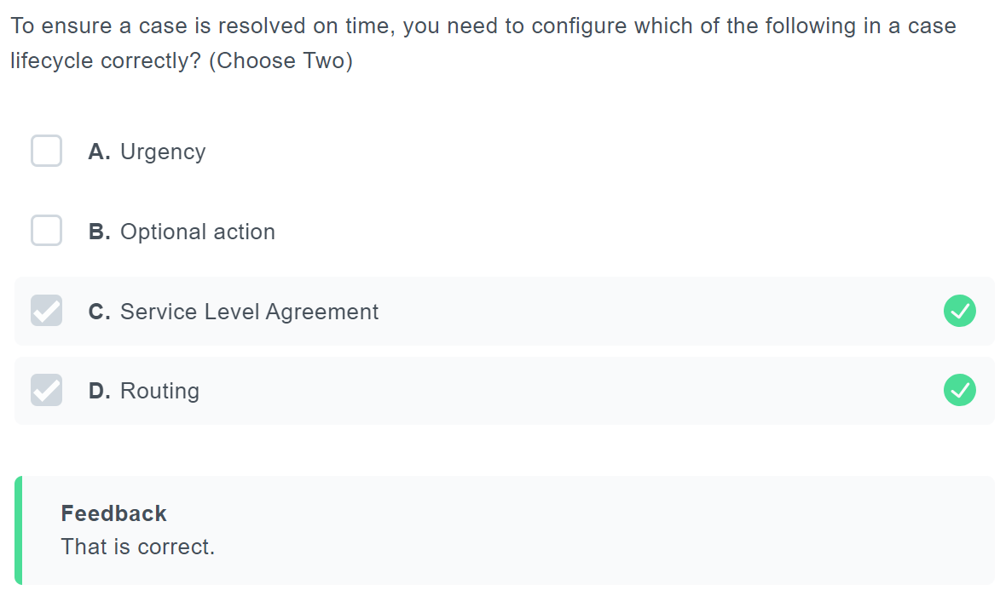 To ensure a case is resolved on time, you need to configure which of the following in a case
lifecycle correctly? (Choose Two)
A. Urgency
B. Optional action
C. Service Level Agreement
D. Routing
Feedback
That is correct.